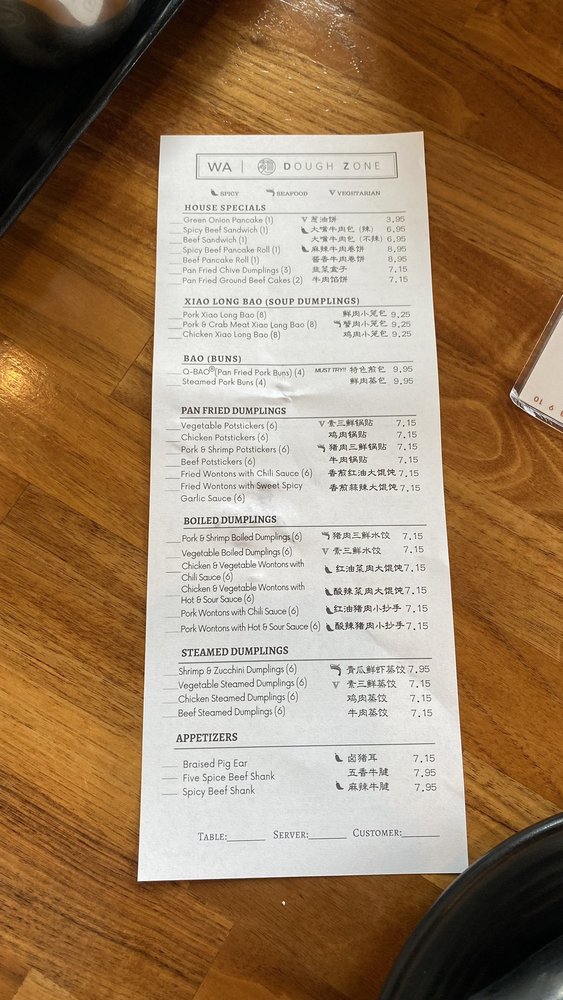 WA | DOUGH ZONE
SPICY SEAFOOD V VEGETARIAN
HOUSE SPECIALS
Green Onion Pancake (1) V 葱油饼 3.95
Spicy Beef Sandwich (1) 大嘴牛肉包 (辣) 6.95
Beef Sandwich (1) 大嘴牛肉包 (不辣) 6.95
Spicy Beef Pancake Roll (1) 麻辣牛肉卷饼 8.95
Beef Pancake Roll (1) 酱香牛肉卷饼 8.95
Pan Fried Chive Dumplings (3) 韭菜盒子 7.15
Pan Fried Ground Beef Cakes (2) 牛肉馅饼 7.15
XIAO LONG BAO (SOUP DUMPLINGS)
Pork Xiao Long Bao (8) 鲜肉小笼包 9.25
Pork & Crab Meat Xiao Long Bao (8) 蟹肉小笼包 9.25
Chicken Xiao Long Bao (8) 鸡肉小笼包 9.25
BAO (BUNS)
Q-BAO® (Pan Fried Pork Buns) (4) MUST TRY!! 特色煎包 9.95
Steamed Pork Buns (4) 鲜肉蒸包 9.95
PAN FRIED DUMPLINGS
Vegetable Potstickers (6) V 素三鲜锅贴 7.15
Chicken Potstickers (6) 鸡肉锅贴 7.15
Pork & Shrimp Potstickers (6) 猪肉三鲜锅贴 7.15
Beef Potstickers (6) 牛肉锅贴 7.15
Fried Wontons with Chili Sauce (6) 香煎红油大馄饨 7.15
Fried Wontons with Sweet Spicy 香煎蒜辣大馄饨 7.15
Garlic Sauce (6)
BOILED DUMPLINGS
Pork & Shrimp Boiled Dumplings (6) 猪肉三鲜水饺 7.15
Vegetable Boiled Dumplings (6) V 素三鲜水饺 7.15
Chicken & Vegetable Wontons with 红油菜肉大馄饨 7.15
Chili Sauce (6)
Chicken & Vegetable Wontons with 酸辣菜肉大馄饨 7.15
Hot & Sour Sauce (6)
Pork Wontons with Chili Sauce (6) 红油猪肉小抄手 7.15
Pork Wontons with Hot & Sour Sauce (6) 酸辣猪肉小抄手 7.15
STEAMED DUMPLINGS
Shrimp & Zucchini Dumplings (6) 青瓜鲜虾蒸饺 7.95
Vegetable Steamed Dumplings (6) V 素三鲜蒸饺 7.15
Chicken Steamed Dumplings (6) 鸡肉蒸饺 7.15
Beef Steamed Dumplings (6) 牛肉蒸饺 7.15
APPETIZERS
Braised Pig Ear 卤猪耳 7.15
Five Spice Beef Shank 五香牛腱 7.95
Spicy Beef Shank 麻辣牛腱 7.95
TABLE:______ SERVER:______ CUSTOMER:______